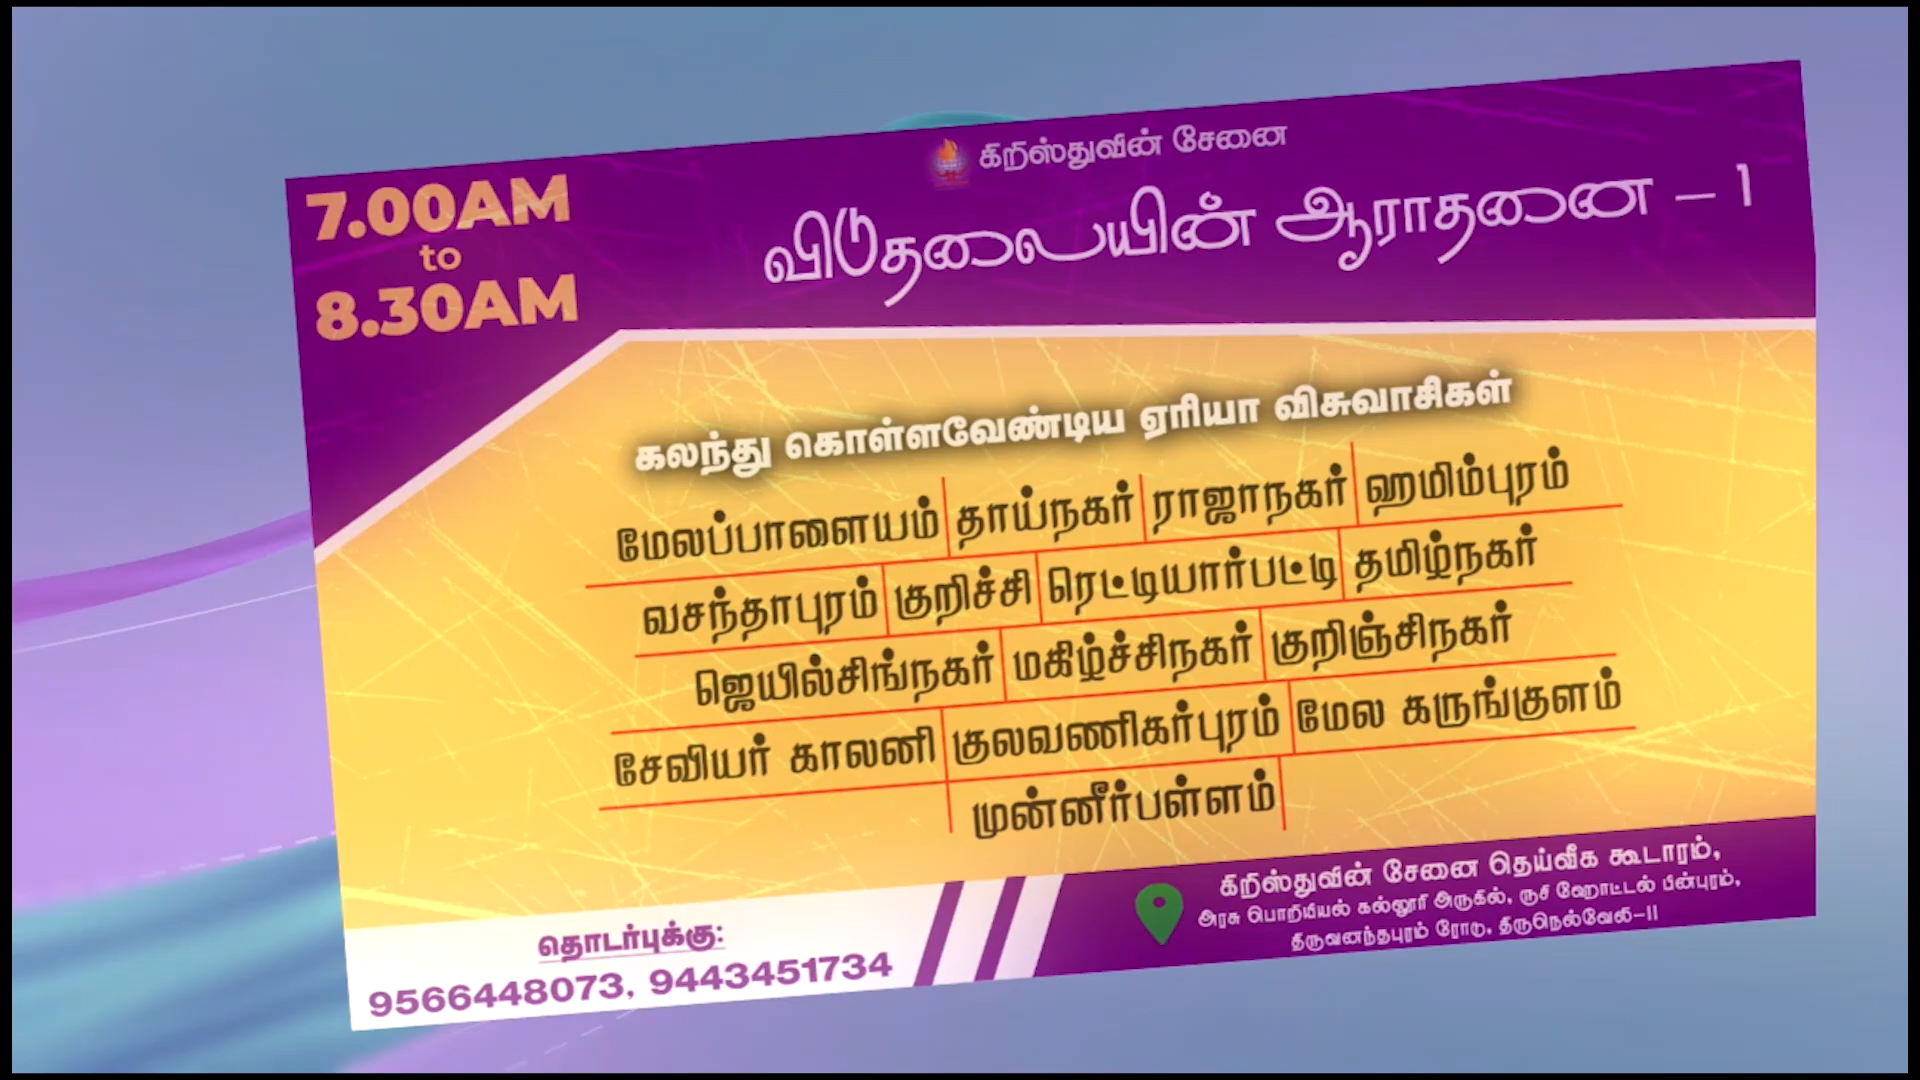 7.00AM
to
8.30AM
கிறிஸ்துவின் சேனை
விடுதலையின் ஆராதனை – 1
கலந்து கொள்ளவேண்டிய ஏரியா விசுவாசிகள்
மேலப்பாளையம் தாய்நகர் ராஜாநகர் ஹமிம்புரம்
வசந்தாபுரம் குறிச்சி ரெட்டியார்பட்டி தமிழ்நகர்
ஜெயில்சிங்நகர் மகிழ்ச்சிநகர் குறிஞ்சிநகர்
சேவியர் காலனி குலவணிகர்புரம் மேல கருங்குளம்
முன்னீர்பள்ளம்
தொடர்புக்கு:
9566448073, 9443451734
கிறிஸ்துவின் சேனை தெய்வீக கூடாரம்,
அரசு பொறியியல் கல்லூரி அருகில், ருசி ஹோட்டல் பின்புரம்,
திருவனந்தபுரம் ரோடு, திருநெல்வேலி-11